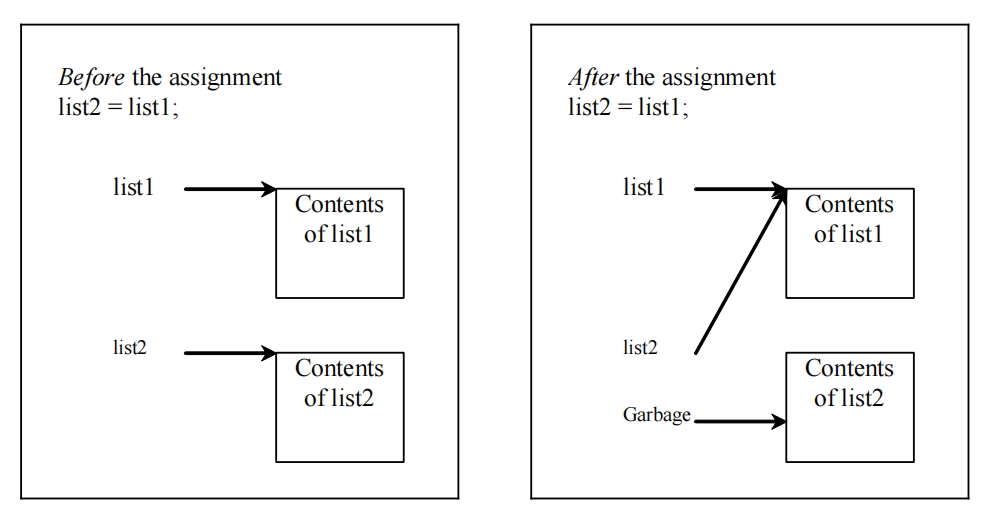 Before the assignment
list2 = list1;
list1
Contents
of list1
list2
Contents
of list2
After the assignment
list2 = list1;
list1
Contents
of list1
list2
Contents
of list2
Garbage